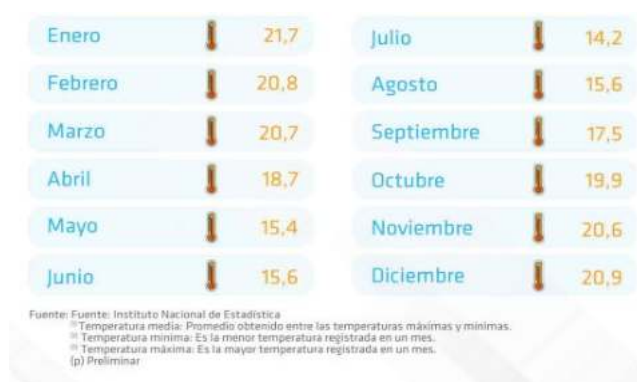 Enero 21,7
Febrero 20,8
Marzo 20,7
Abril 18,7
Mayo 15,4
Junio 15,6
Julio 14,2
Agosto 15,6
Septiembre 17,5
Octubre 19,9
Noviembre 20,6
Diciembre 20,9
Fuente: Fuente: Instituto Nacional de Estadística
Temperatura media: Promedio obtenido entre las temperaturas máximas y mínimas.
Temperatura mínima: Es la menor temperatura registrada en un mes.
Temperatura máxima: Es la mayor temperatura registrada en un mes.
(p) Preliminar